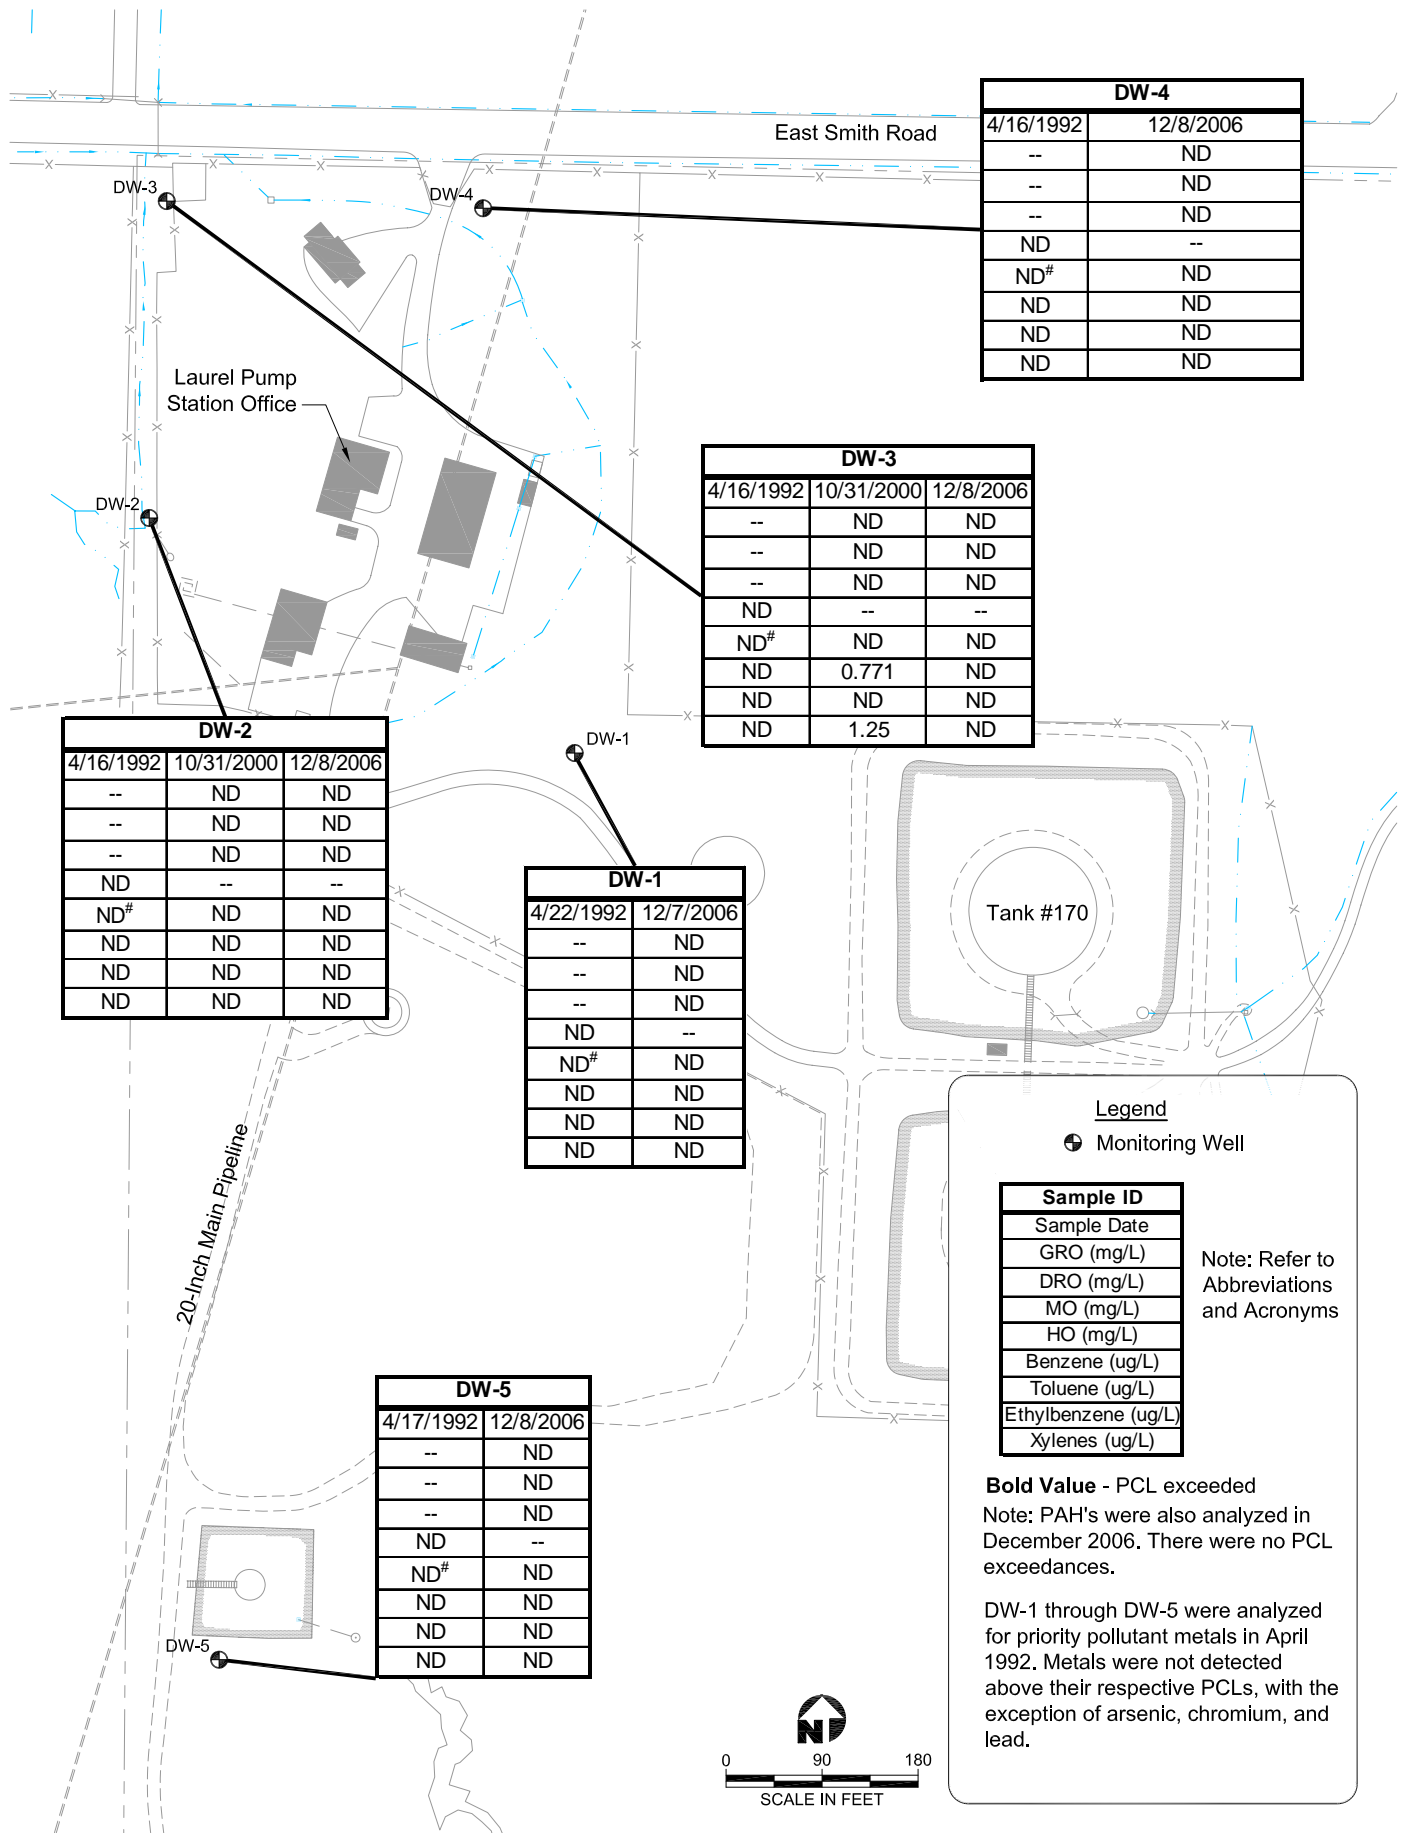 East Smith Road
DW-4
4/16/1992 12/8/2006
-- ND
-- ND
-- ND
ND --
ND# ND
ND ND
ND ND
ND ND
DW-3
DW-4
Laurel Pump
Station Office
DW-2
DW-3
4/16/1992 10/31/2000 12/8/2006
-- ND ND
-- ND ND
-- ND ND
ND -- --
ND# ND ND
ND 0.771 ND
ND ND ND
ND 1.25 ND
DW-2
4/16/1992 10/31/2000 12/8/2006
-- ND ND
-- ND ND
-- ND ND
ND -- --
ND# ND ND
ND ND ND
ND ND ND
ND ND ND
DW-1
DW-1
4/22/1992 12/7/2006
-- ND
-- ND
-- ND
ND --
ND# ND
ND ND
ND ND
ND ND
Tank #170
20-Inch Main Pipeline
DW-5
4/17/1992 12/8/2006
-- ND
-- ND
-- ND
ND --
ND# ND
ND ND
ND ND
ND ND
DW-5
Legend
Monitoring Well
Sample ID
Sample Date
GRO (mg/L)
DRO (mg/L)
MO (mg/L)
HO (mg/L)
Benzene (ug/L)
Toluene (ug/L)
Ethylbenzene (ug/L)
Xylenes (ug/L)
Note: Refer to
Abbreviations
and Acronyms
Bold Value - PCL exceeded
Note: PAH's were also analyzed in
December 2006. There were no PCL
exceedances.
DW-1 through DW-5 were analyzed
for priority pollutant metals in April
1992. Metals were not detected
above their respective PCLs, with the
exception of arsenic, chromium, and
lead.
N
0 90 180
SCALE IN FEET